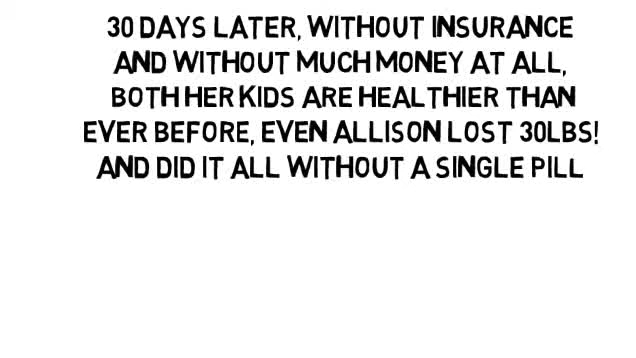 30 DAYS LATER, WITHOUT INSURANCE
AND WITHOUT MUCH MONEY AT ALL,
BOTH HER KIDS ARE HEALTHIER THAN
EVER BEFORE, EVEN ALLISON LOST 30LBS!
AND DID IT ALL WITHOUT A SINGLE PILL